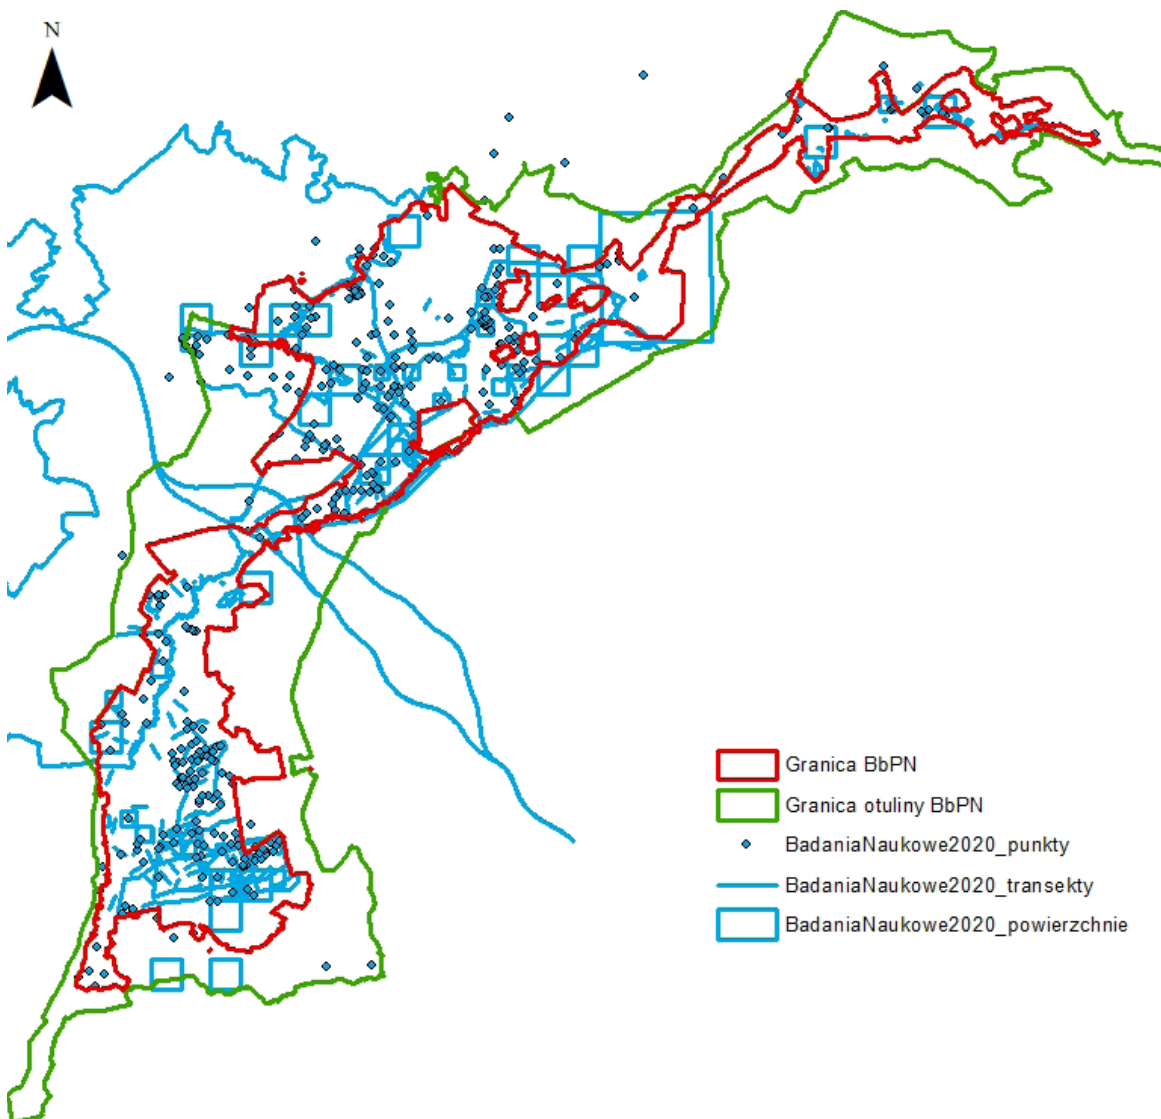 N
Granica BbPN
Granica otuliny BbPN
BadaniaNaukowe2020_punkty
BadaniaNaukowe2020_transekty
BadaniaNaukowe2020_powierzchnie